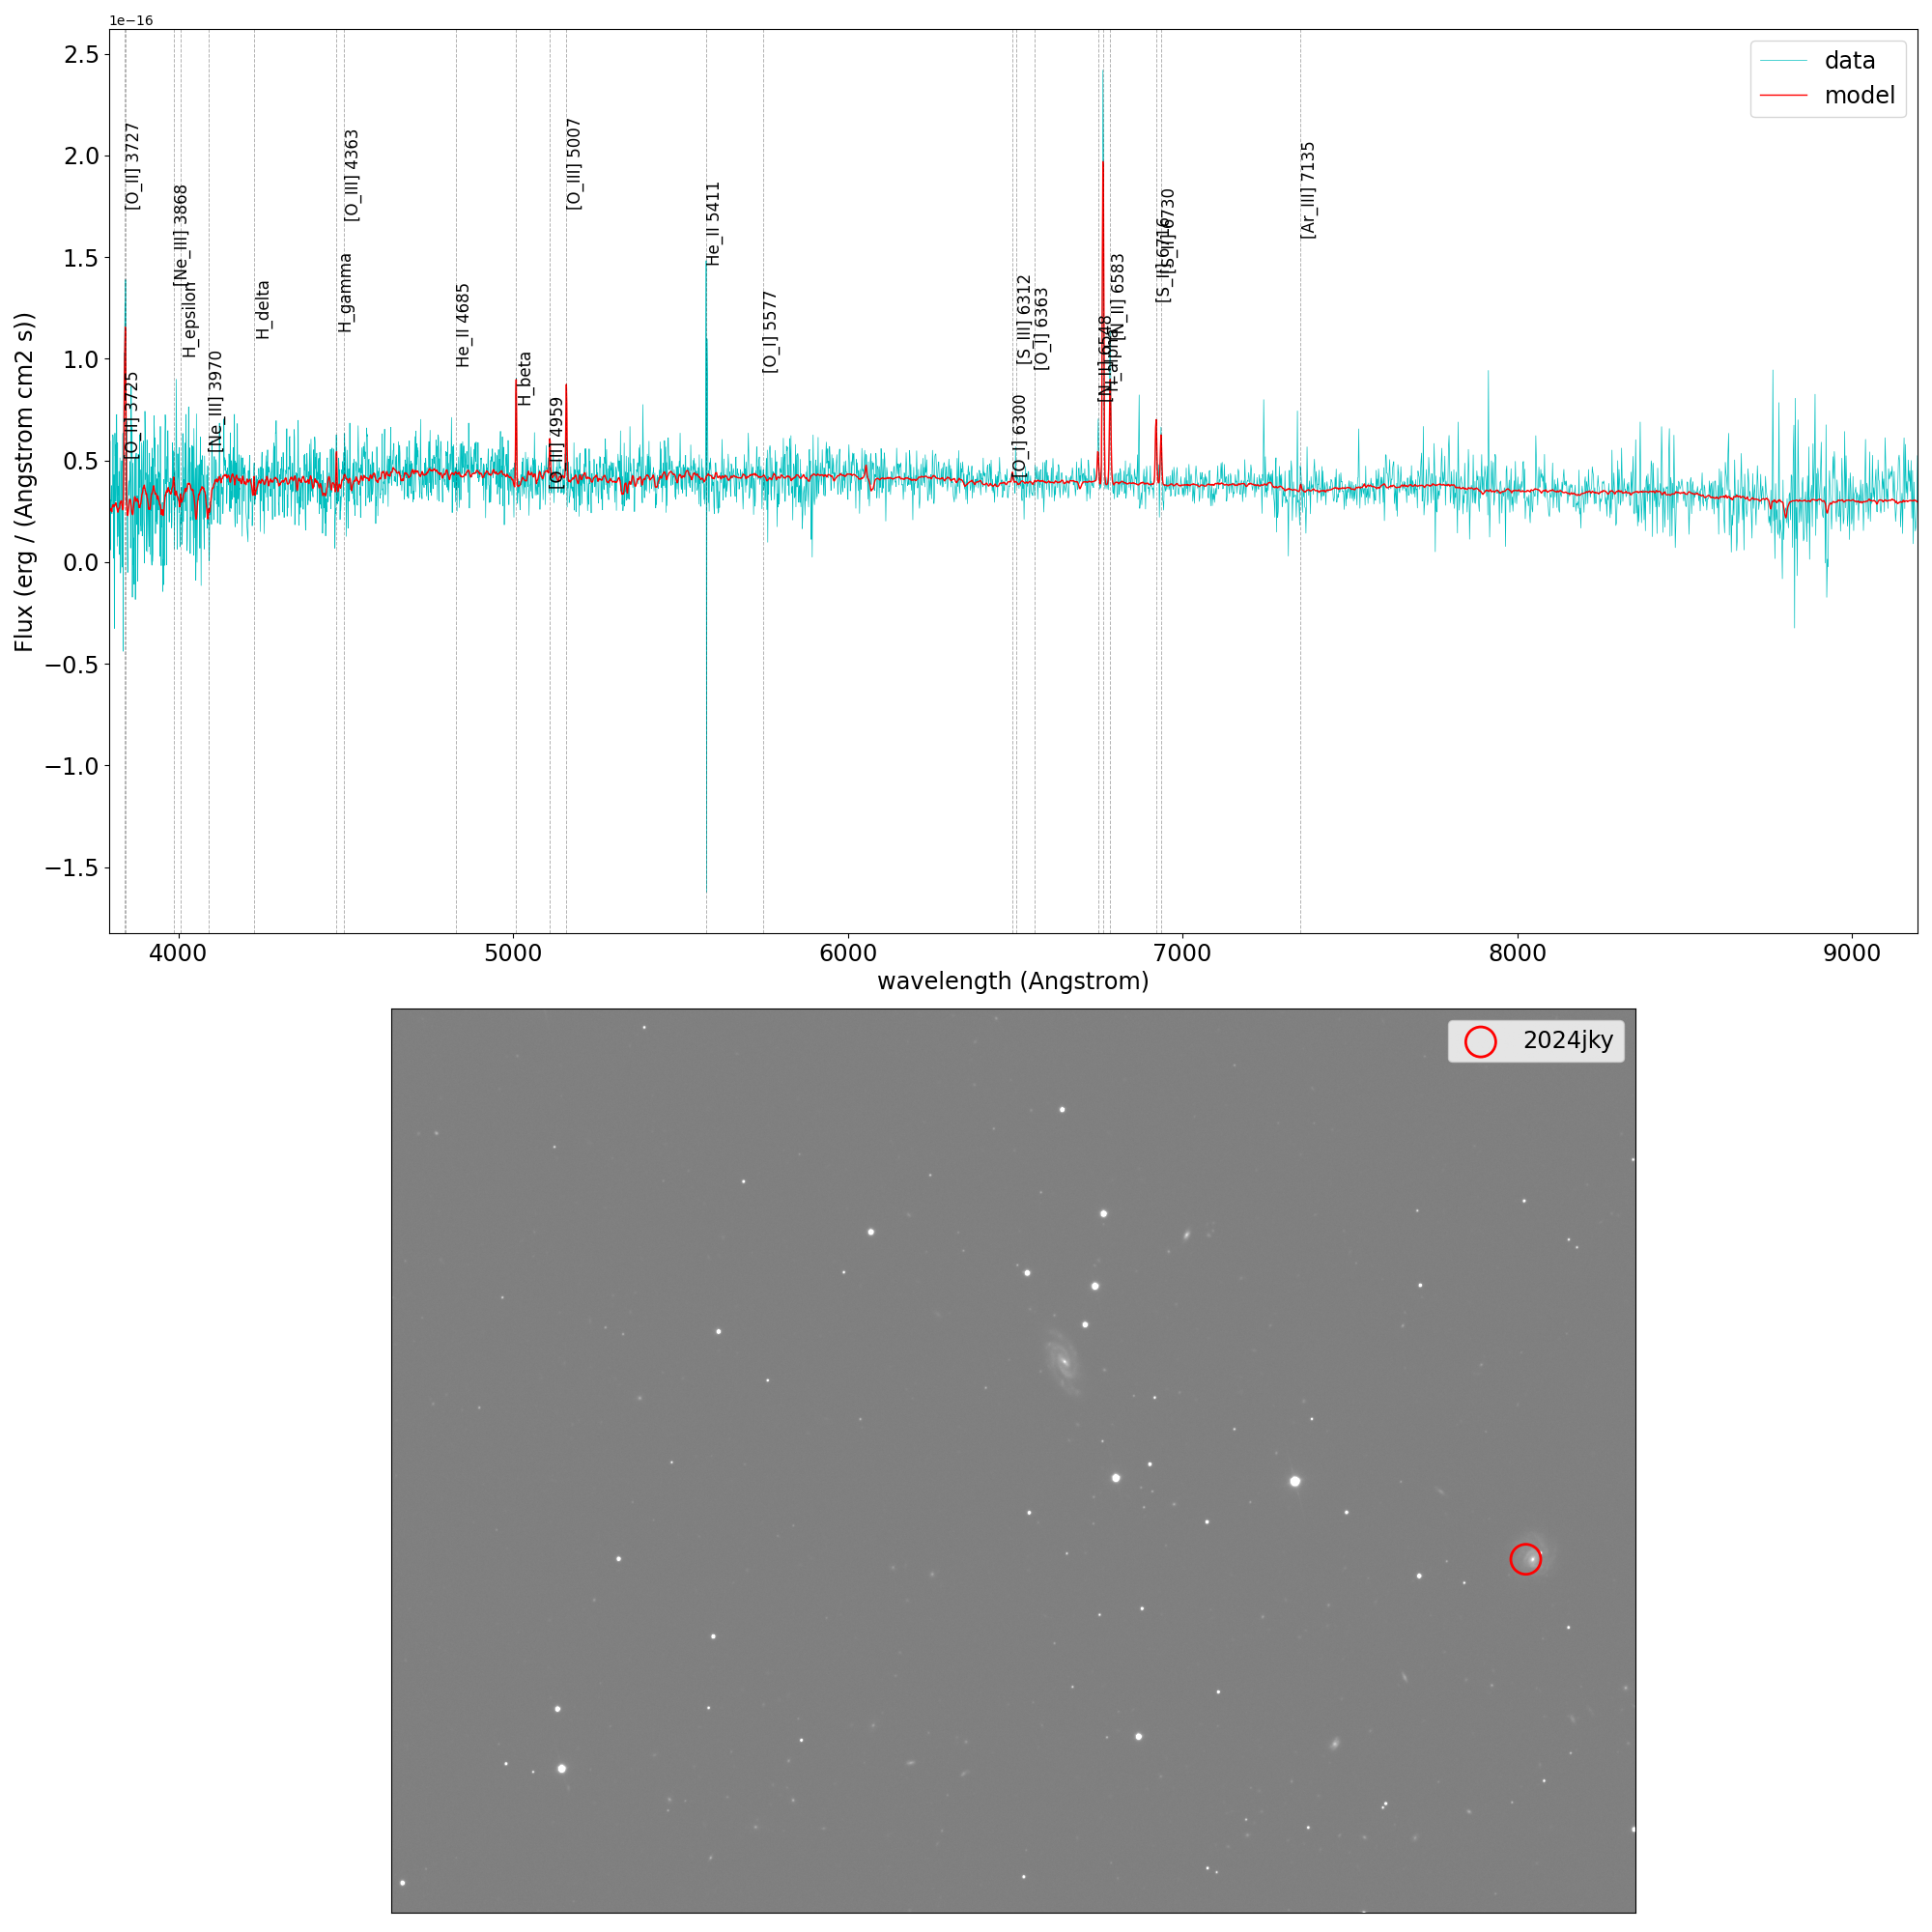 1e−16
2.5
2.0
1.5
1.0
0.5
0.0
−0.5
−1.0
−1.5
Flux (erg / (Angstrom cm2 s))
data
model
[O_II] 3727
[O_II] 3725
[Ne_III] 3868
H_epsilon
[Ne_III] 3970
H_delta
H_gamma
[O_III] 4363
He_II 4685
H_beta
[O_III] 4959
[O_III] 5007
He_II 5411
[O_I] 5577
[O_I] 6300
[S_III] 6312
[O_I] 6363
[N_II] 6548
H_alpha
[N_II] 6583
[S_II] 6716
[S_II] 6730
[Ar_III] 7135
4000
5000
6000
7000
8000
9000
wavelength (Angstrom)
2024jky